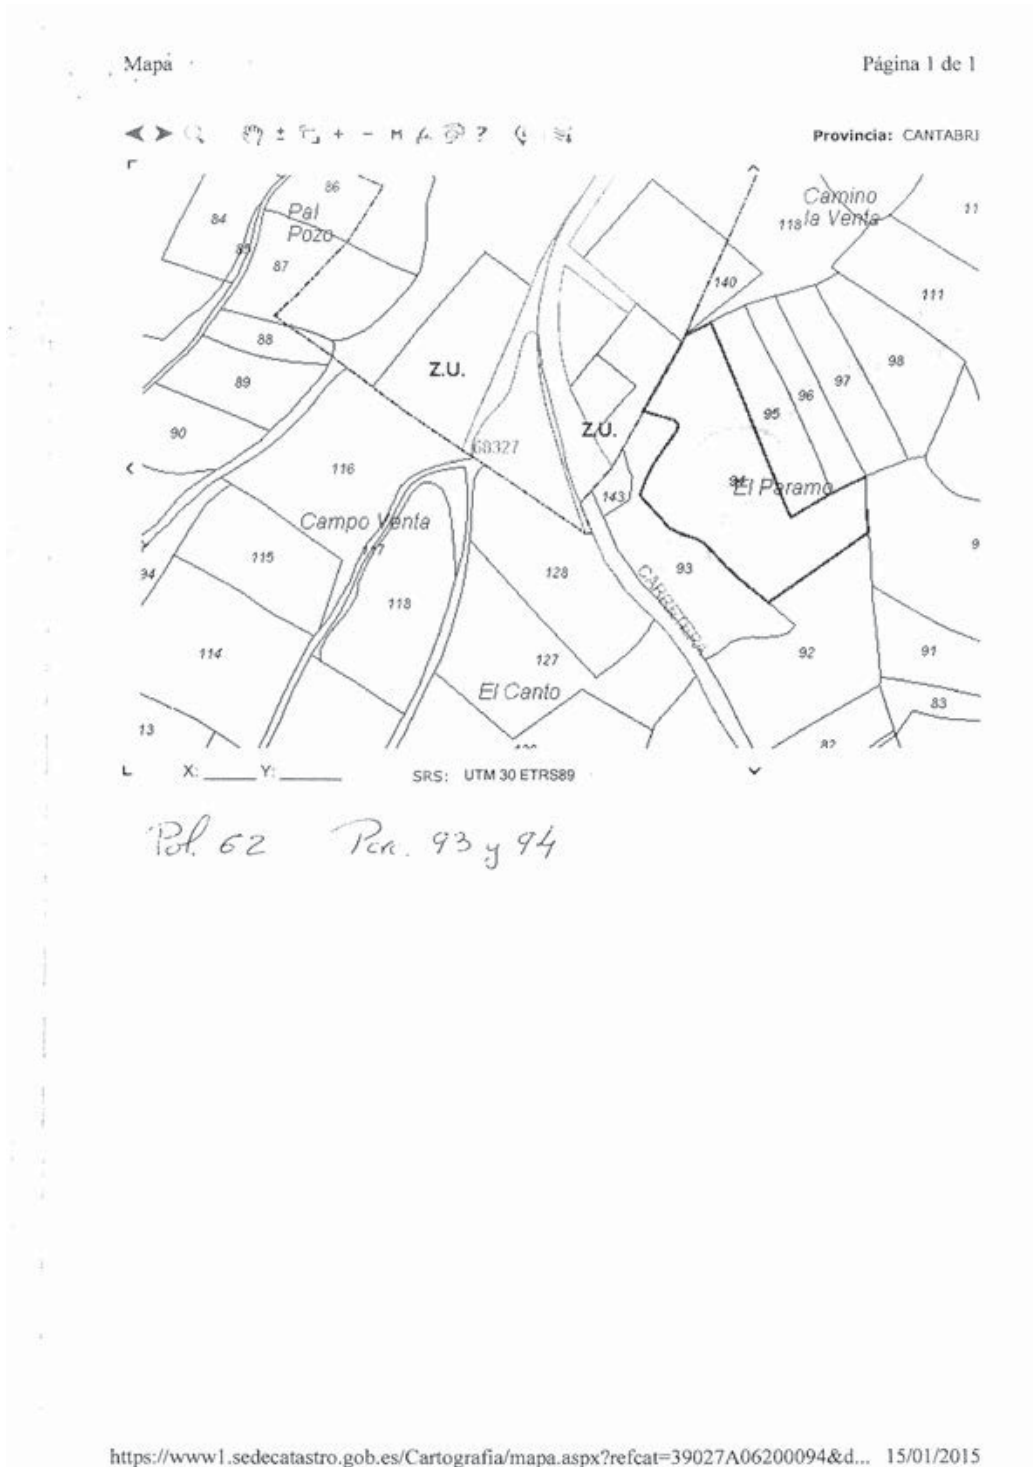 Mapa Página 1 de 1
Provincia: CANTABRI
86
84 Pal Pozo Camino la Venta 118 11
85
87 140 111
88
Z.U. 98
89 97
96
95
90 Z.U.
68327
116 94 El Paramo
143
Campo Venta
117
115 128 93 9
94
118 CARRETERA
114 127 92 91
El Canto
83
13 82
X: Y: SRS: UTM 30 ETRS89
Pol. 62 Par. 93 y 94
https://www1.sedecatastro.gob.es/Cartografia/mapa.aspx?refcat=39027A06200094&d... 15/01/2015